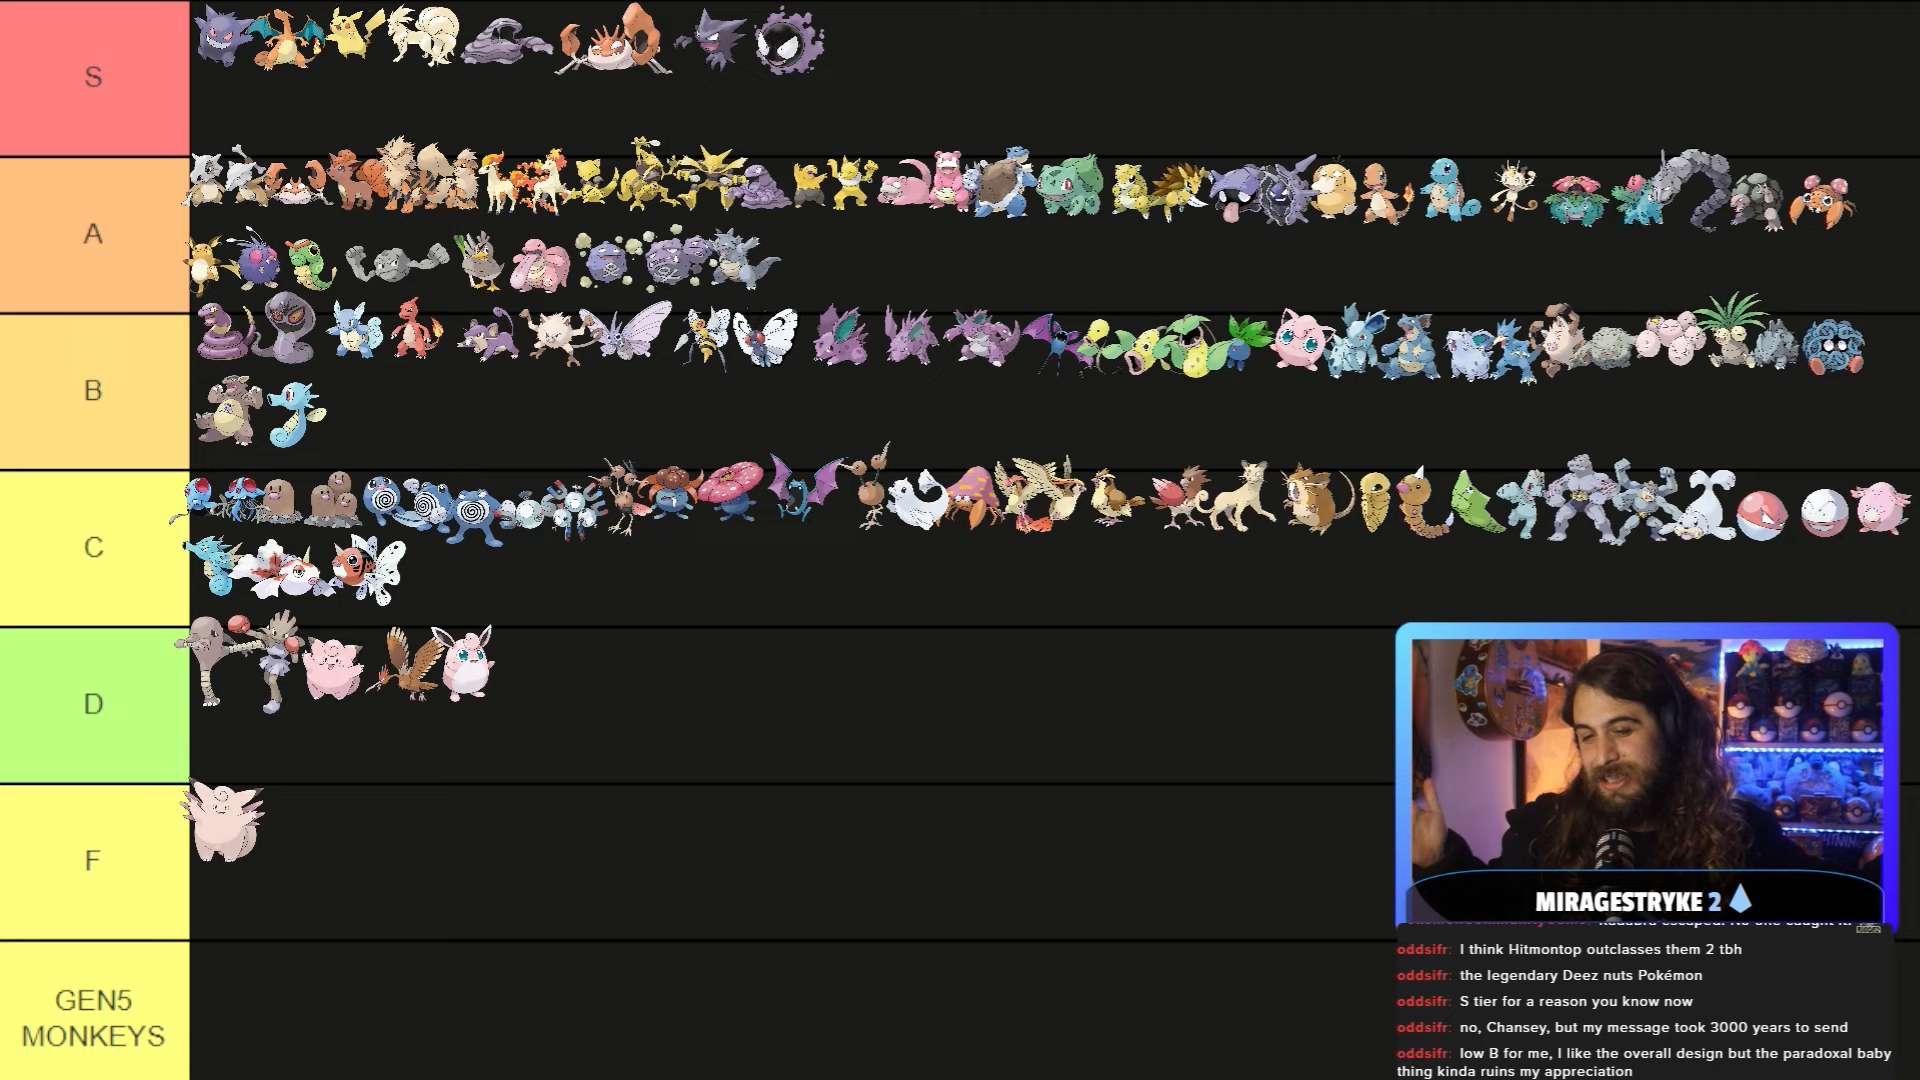 S
A
B
C
D
F
GEN5
MONKEYS
MIRAGESTRYKE 2
oddsifr: I think Hitmontop outclasses them 2 tbh
oddsifr: the legendary Deez nuts Pokémon
oddsifr: S tier for a reason you know now
oddsifr: no, Chansey, but my message took 3000 years to send
oddsifr: low B for me, I like the overall design but the paradoxal baby
thing kinda ruins my appreciation